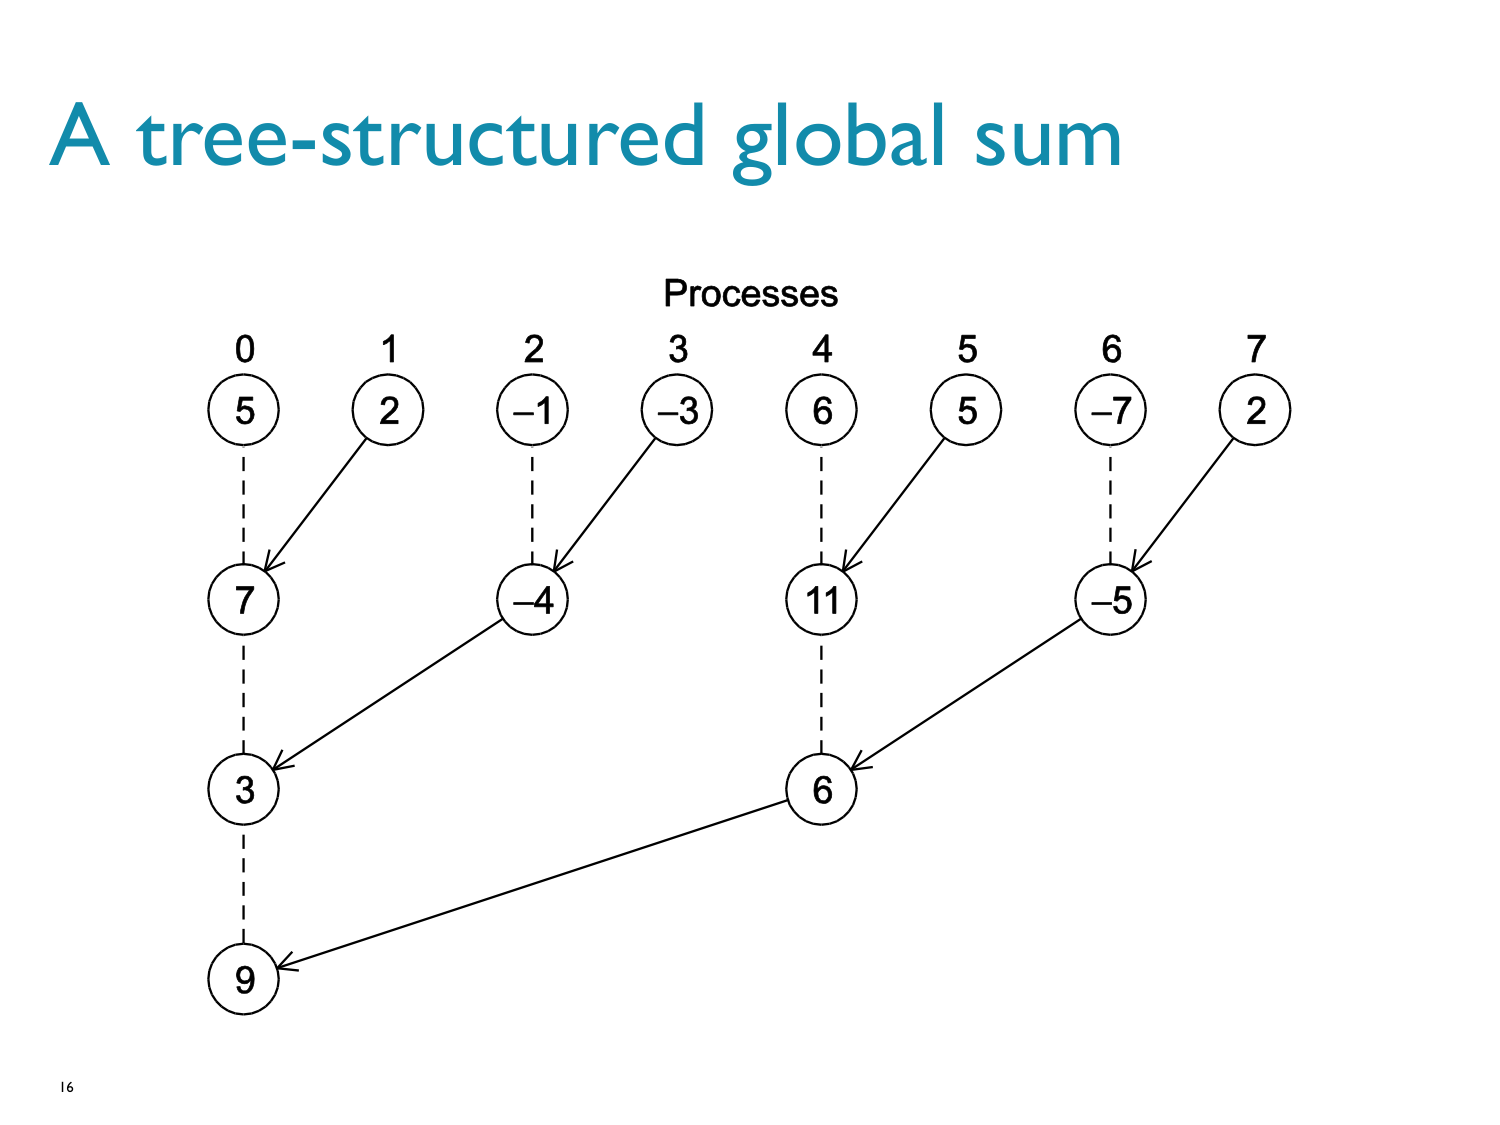 A tree-structured global sum
Processes
0 1 2 3 4 5 6 7
5 2 –1 –3 6 5 –7 2
7 –4 11 –5
3 6
9
16